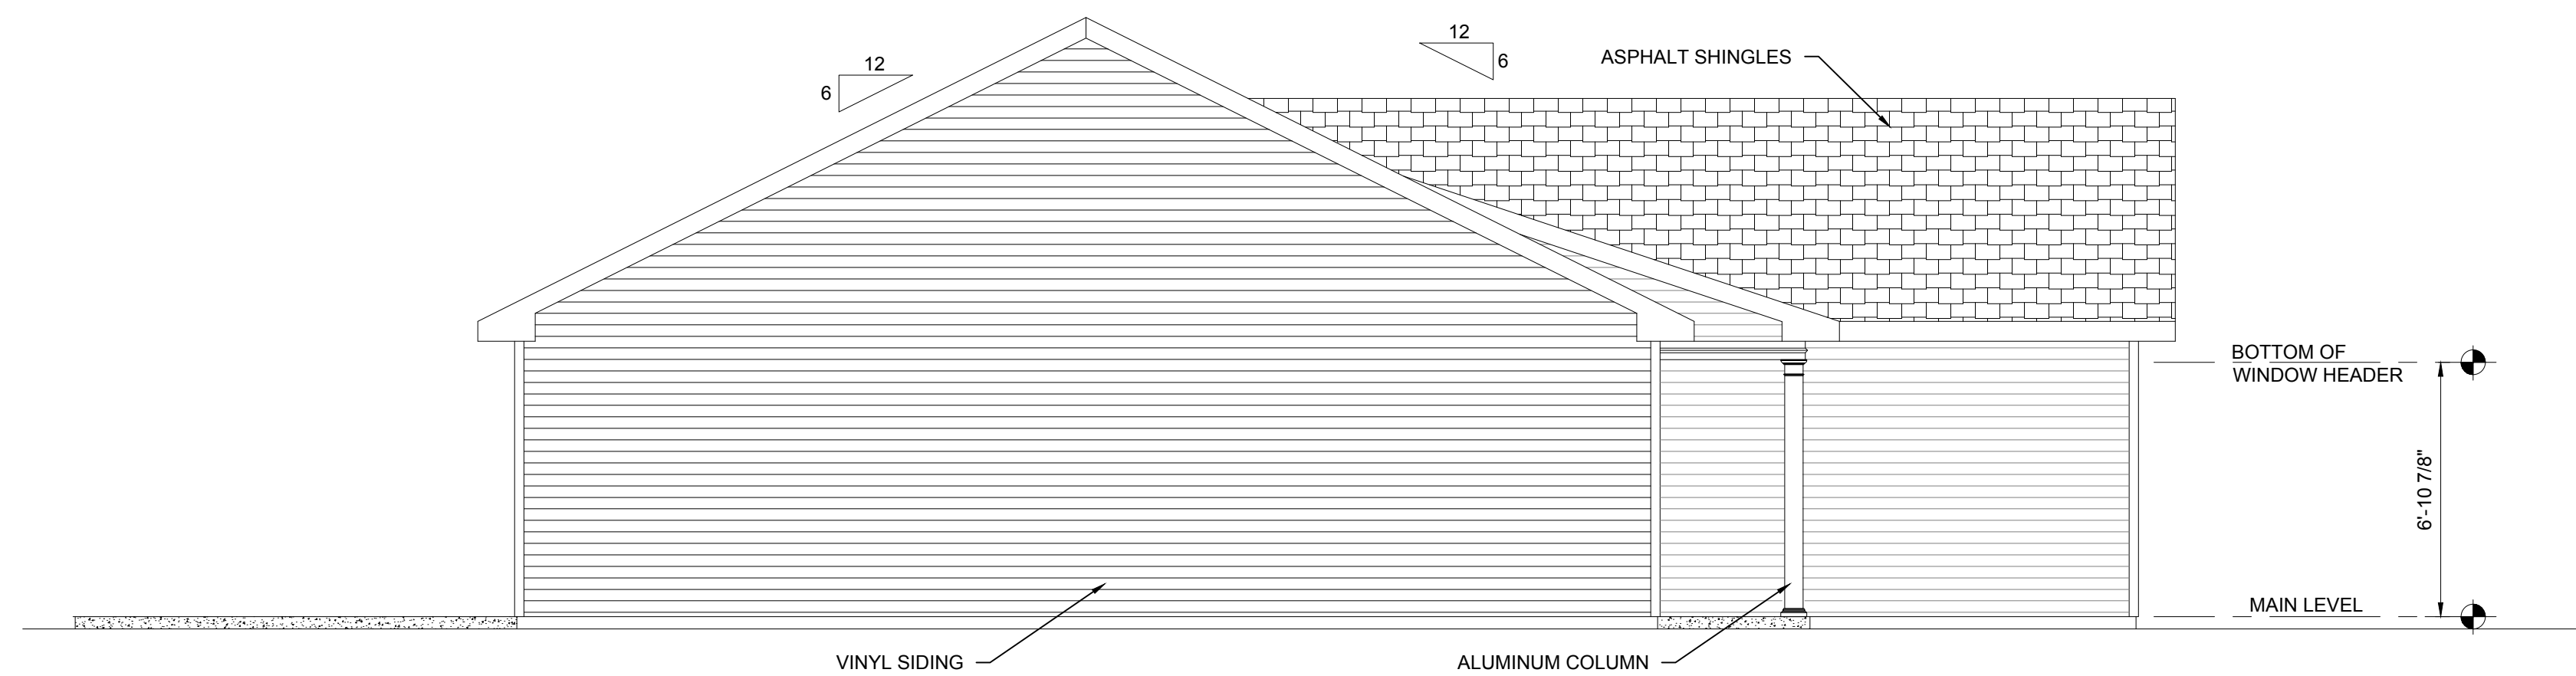 12
6
12
6
ASPHALT SHINGLES
BOTTOM OF
WINDOW HEADER
6'-10 7/8"
MAIN LEVEL
VINYL SIDING
ALUMINUM COLUMN